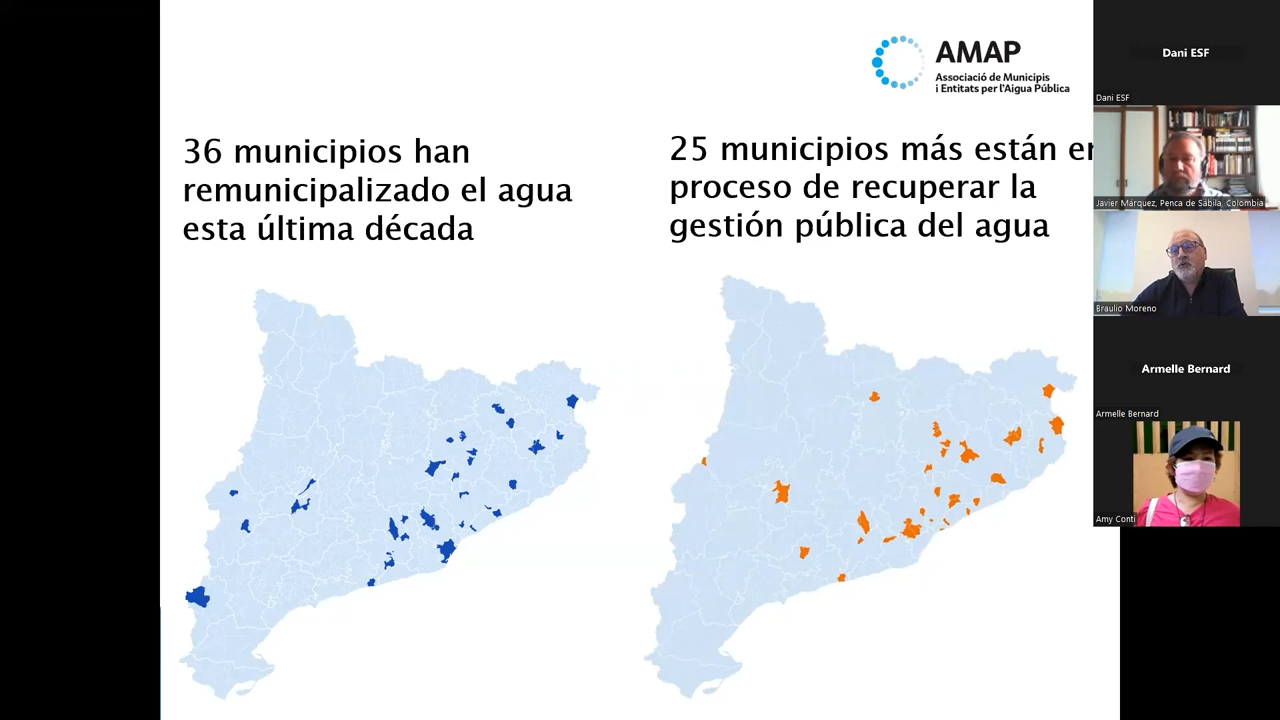 AMAP
Associació de Municipis
i Entitats per l'Aigua Pública
36 municipios han
remunicipalizado el agua
esta última década
25 municipios más están en
proceso de recuperar la
gestión pública del agua
Dani ESF
Dani ESF
Javier Márquez, Penca de Sábila, Colombia
Braulio Moreno
Armelle Bernard
Armelle Bernard
Amy Conti